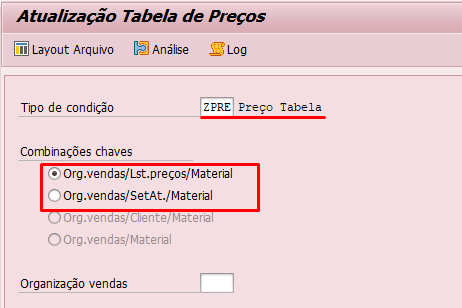 Atualização Tabela de Preços
Layout Arquivo Análise Log
Tipo de condição ZPRE Preço Tabela
Combinações chaves
Org.vendas/Lst.preços/Material
Org.vendas/SetAt./Material
Org.vendas/Cliente/Material
Org.vendas/Material
Organização vendas